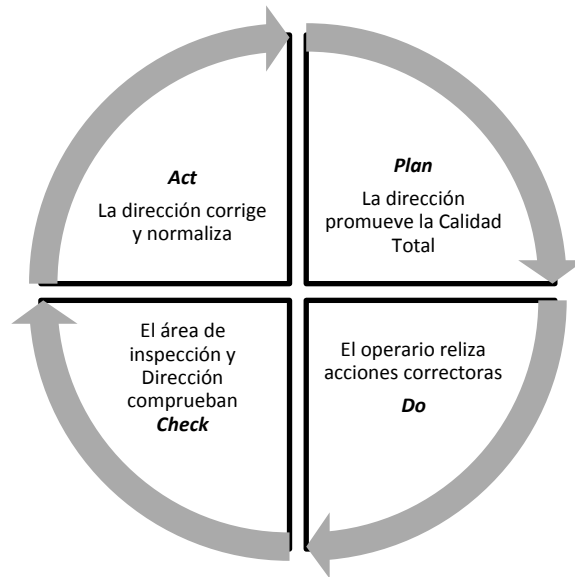 Act
La dirección corrige
y normaliza
Plan
La dirección
promueve la Calidad
Total
El área de
inspección y
Dirección
comprueban
Check
El operario reliza
acciones correctoras
Do